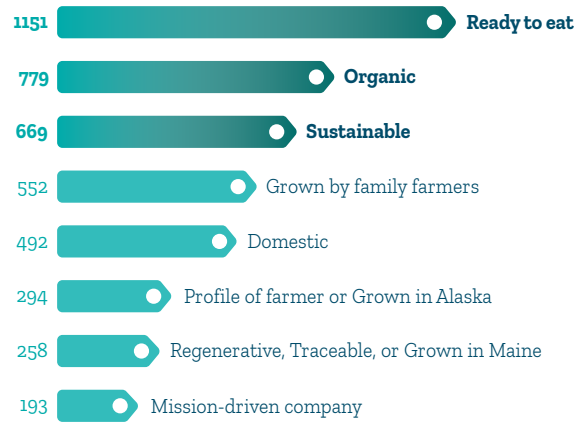 1151 Ready to eat
779 Organic
669 Sustainable
552 Grown by family farmers
492 Domestic
294 Profile of farmer or Grown in Alaska
258 Regenerative, Traceable, or Grown in Maine
193 Mission-driven company